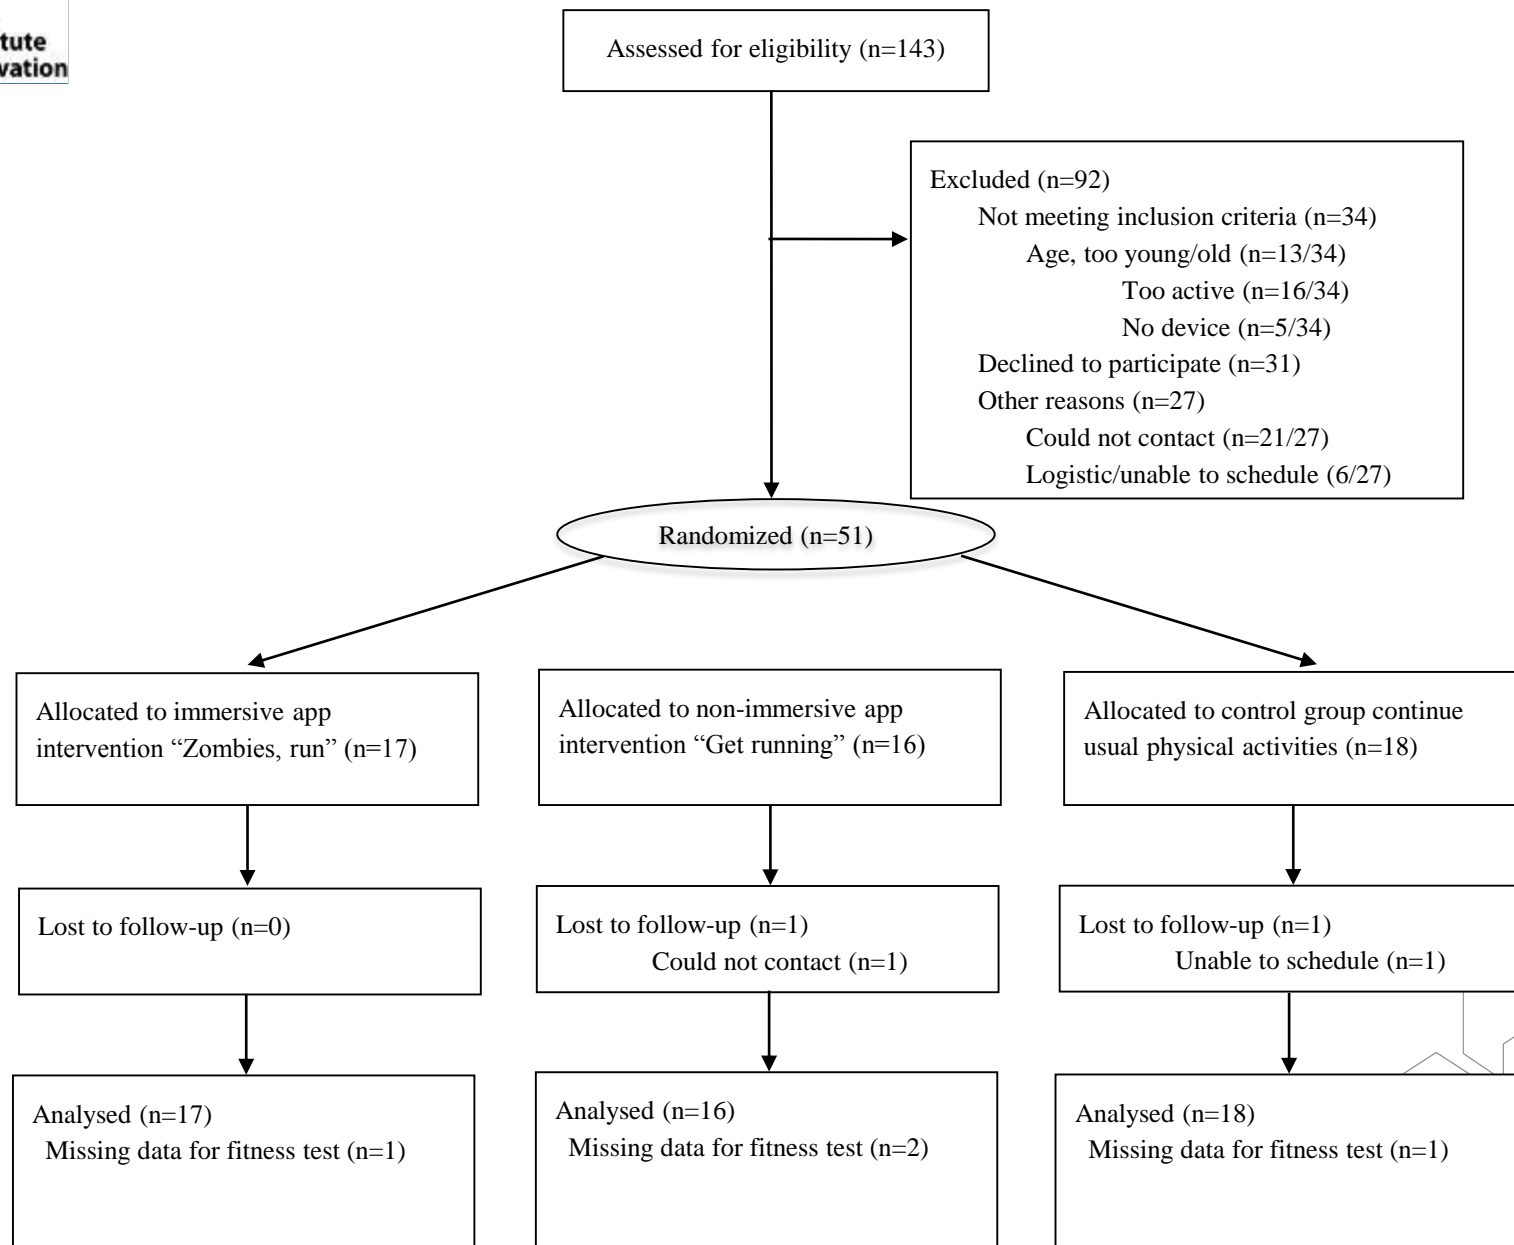 tute
vation
Assessed for eligibility (n=143)
Excluded (n=92)
Not meeting inclusion criteria (n=34)
Age, too young/old (n=13/34)
Too active (n=16/34)
No device (n=5/34)
Declined to participate (n=31)
Other reasons (n=27)
Could not contact (n=21/27)
Logistic/unable to schedule (6/27)
Randomized (n=51)
Allocated to immersive app
intervention “Zombies, run” (n=17)
Allocated to non-immersive app
intervention “Get running” (n=16)
Allocated to control group continue
usual physical activities (n=18)
Lost to follow-up (n=0)
Lost to follow-up (n=1)
Could not contact (n=1)
Lost to follow-up (n=1)
Unable to schedule (n=1)
Analysed (n=17)
Missing data for fitness test (n=1)
Analysed (n=16)
Missing data for fitness test (n=2)
Analysed (n=18)
Missing data for fitness test (n=1)